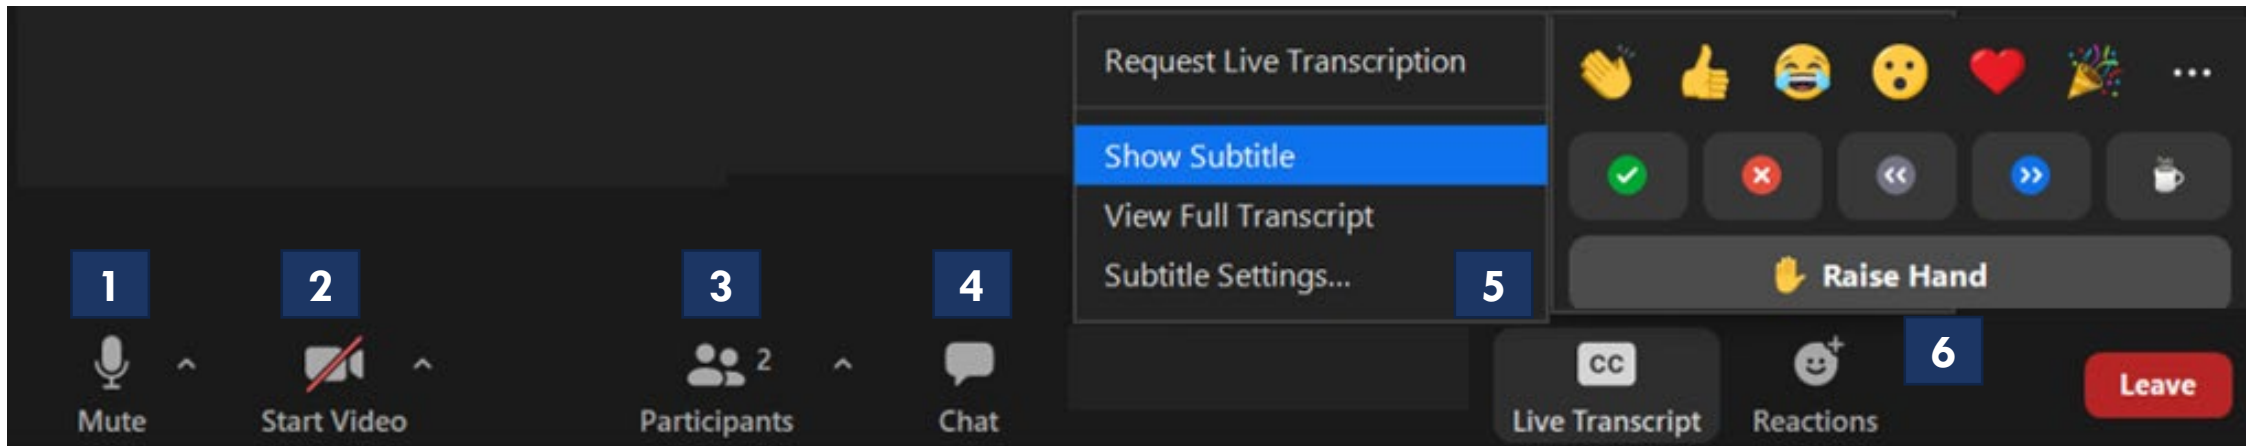 Request Live Transcription
Show Subtitle
View Full Transcript
Subtitle Settings...
Raise Hand
1
2
3
4
5
6
2
CC
Mute
Start Video
Participants
Chat
Live Transcript
Reactions
Leave